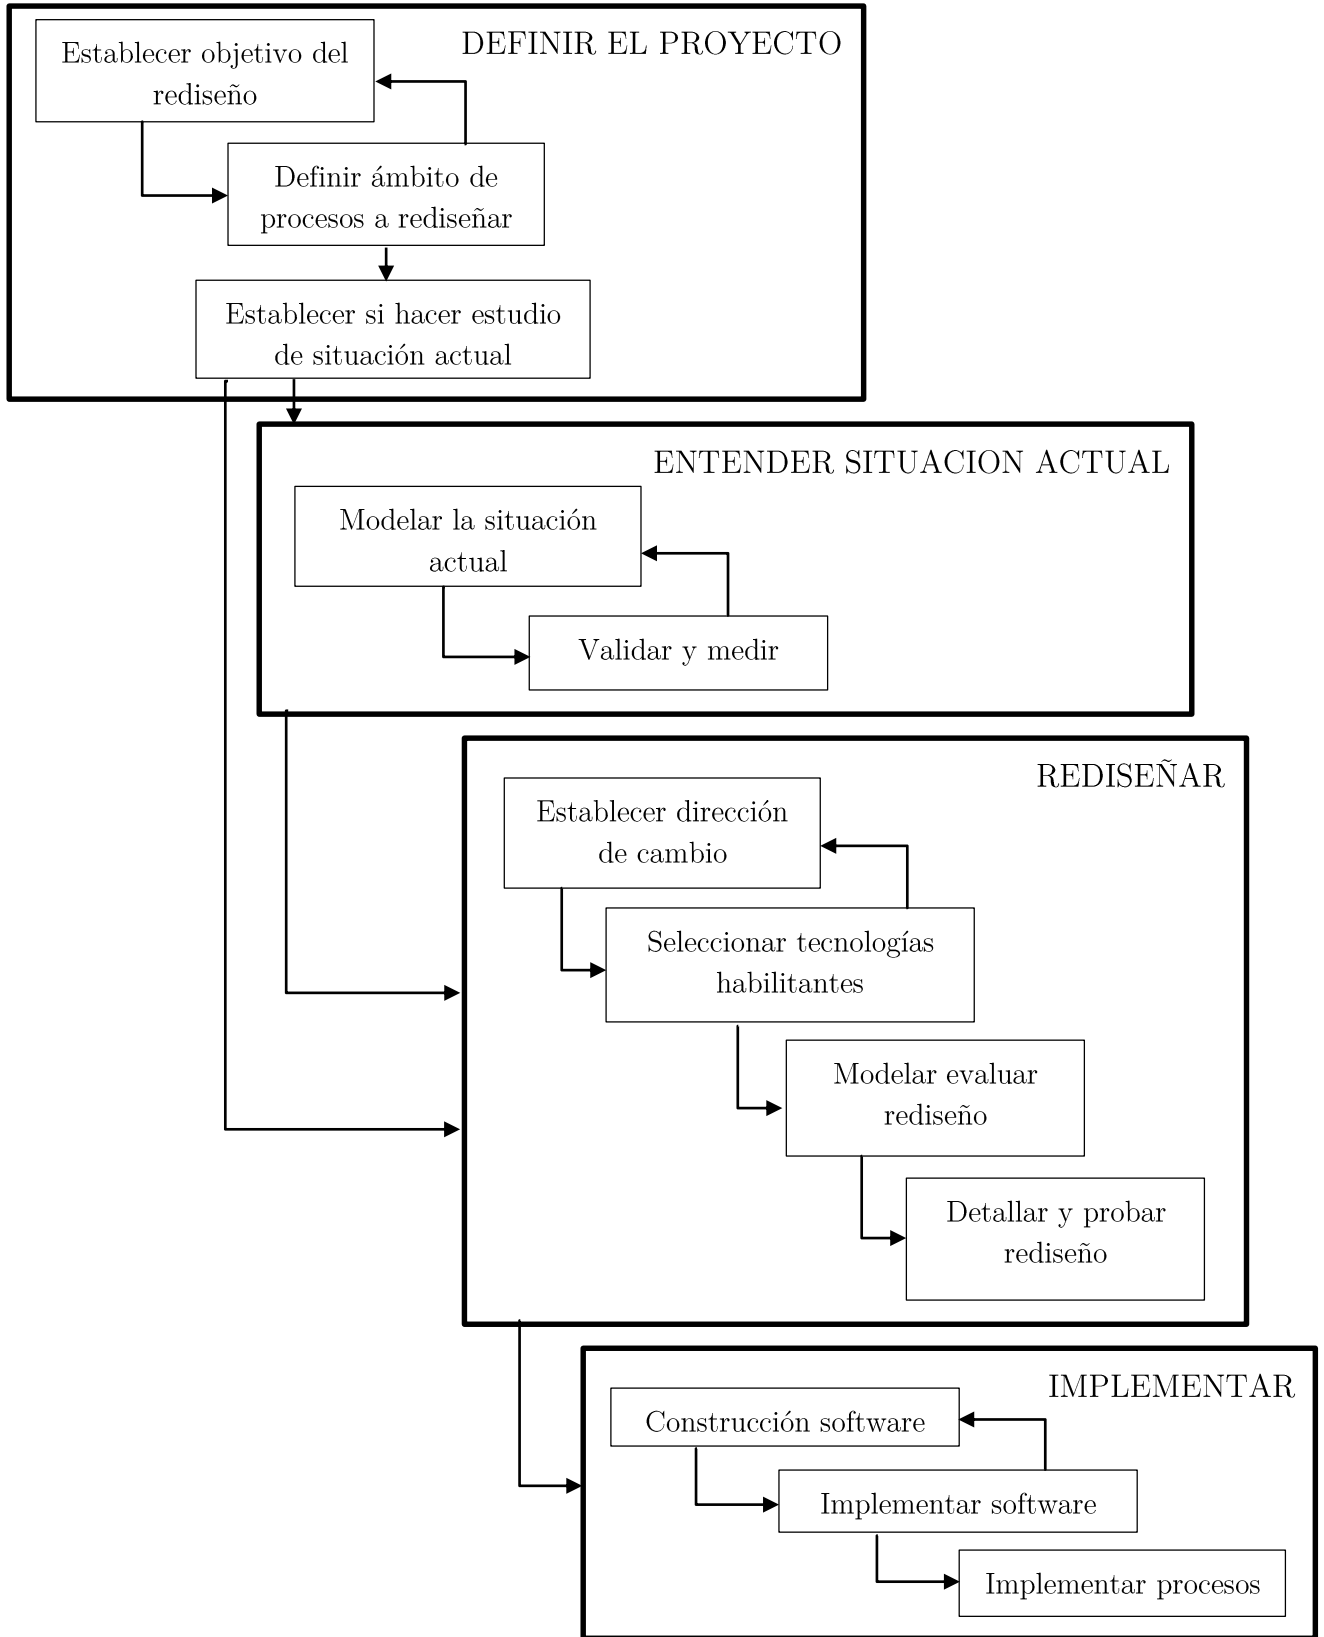 DEFINIR EL PROYECTO
Establecer objetivo del
rediseño
Definir ámbito de
procesos a rediseñar
Establecer si hacer estudio
de situación actual
ENTENDER SITUACION ACTUAL
Modelar la situación
actual
Validar y medir
REDISEÑAR
Establecer dirección
de cambio
Seleccionar tecnologías
habilitantes
Modelar evaluar
rediseño
Detallar y probar
rediseño
IMPLEMENTAR
Construcción software
Implementar software
Implementar procesos